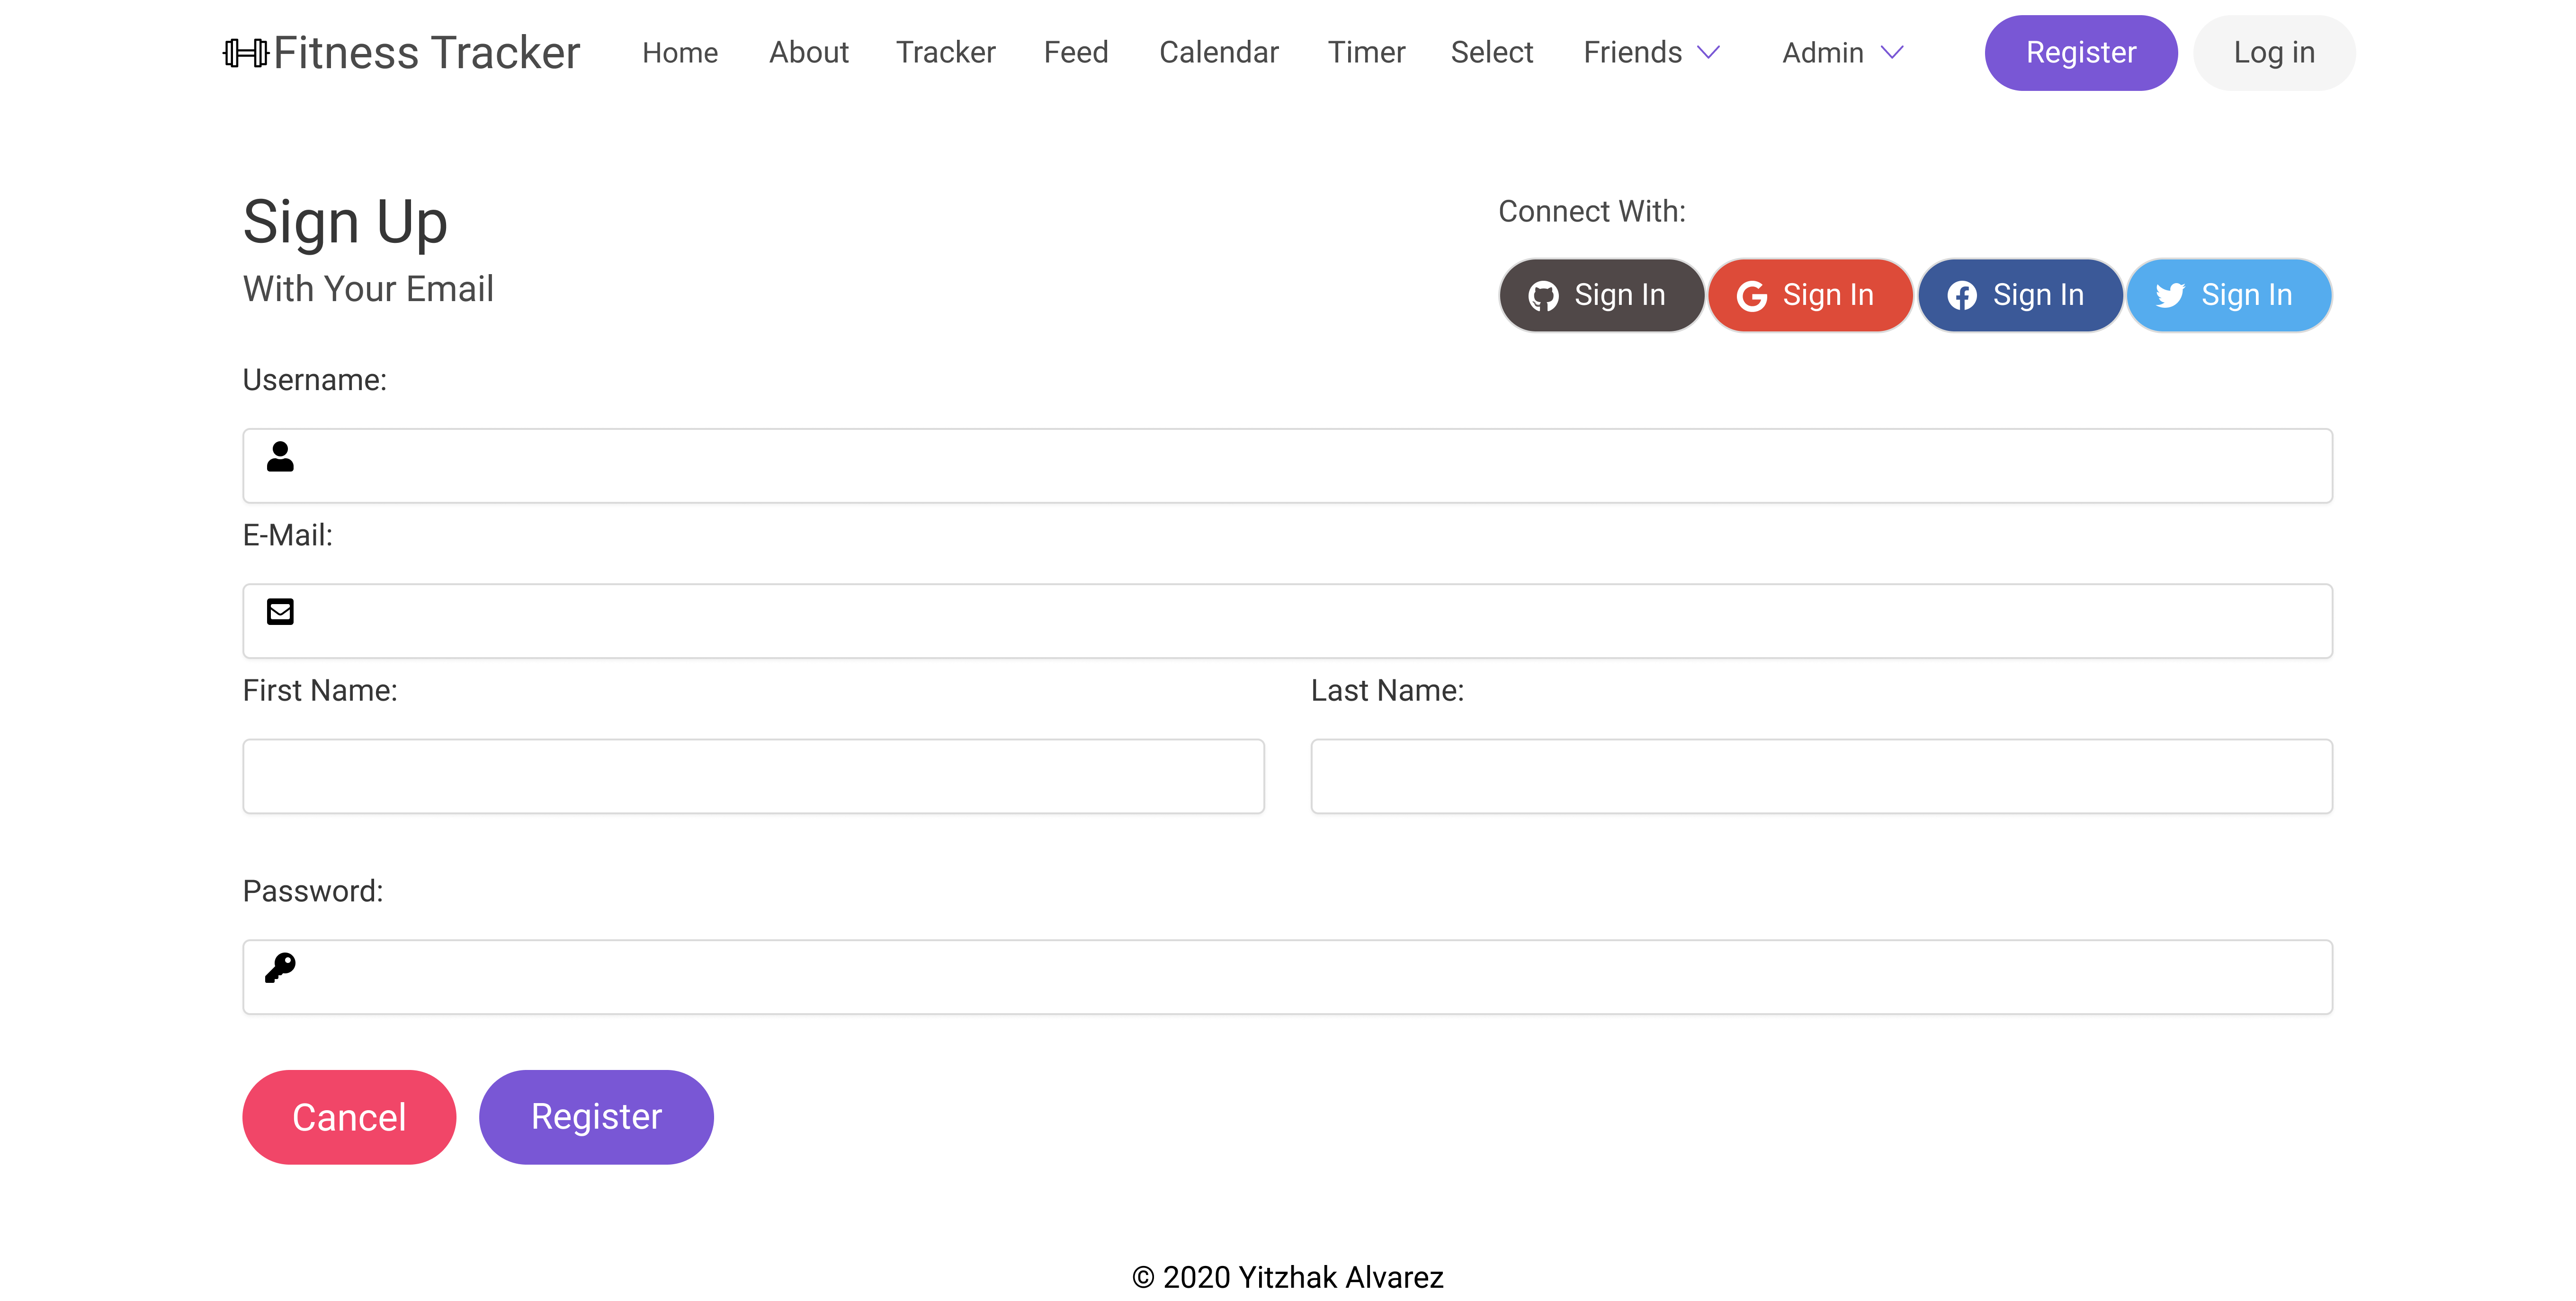 Fitness Tracker Home About Tracker Feed Calendar Timer Select Friends Admin Register Log in
Sign Up
With Your Email
Connect With:
Sign In Sign In Sign In Sign In
Username:
E-Mail:
First Name: Last Name:
Password:
Cancel Register
© 2020 Yitzhak Alvarez